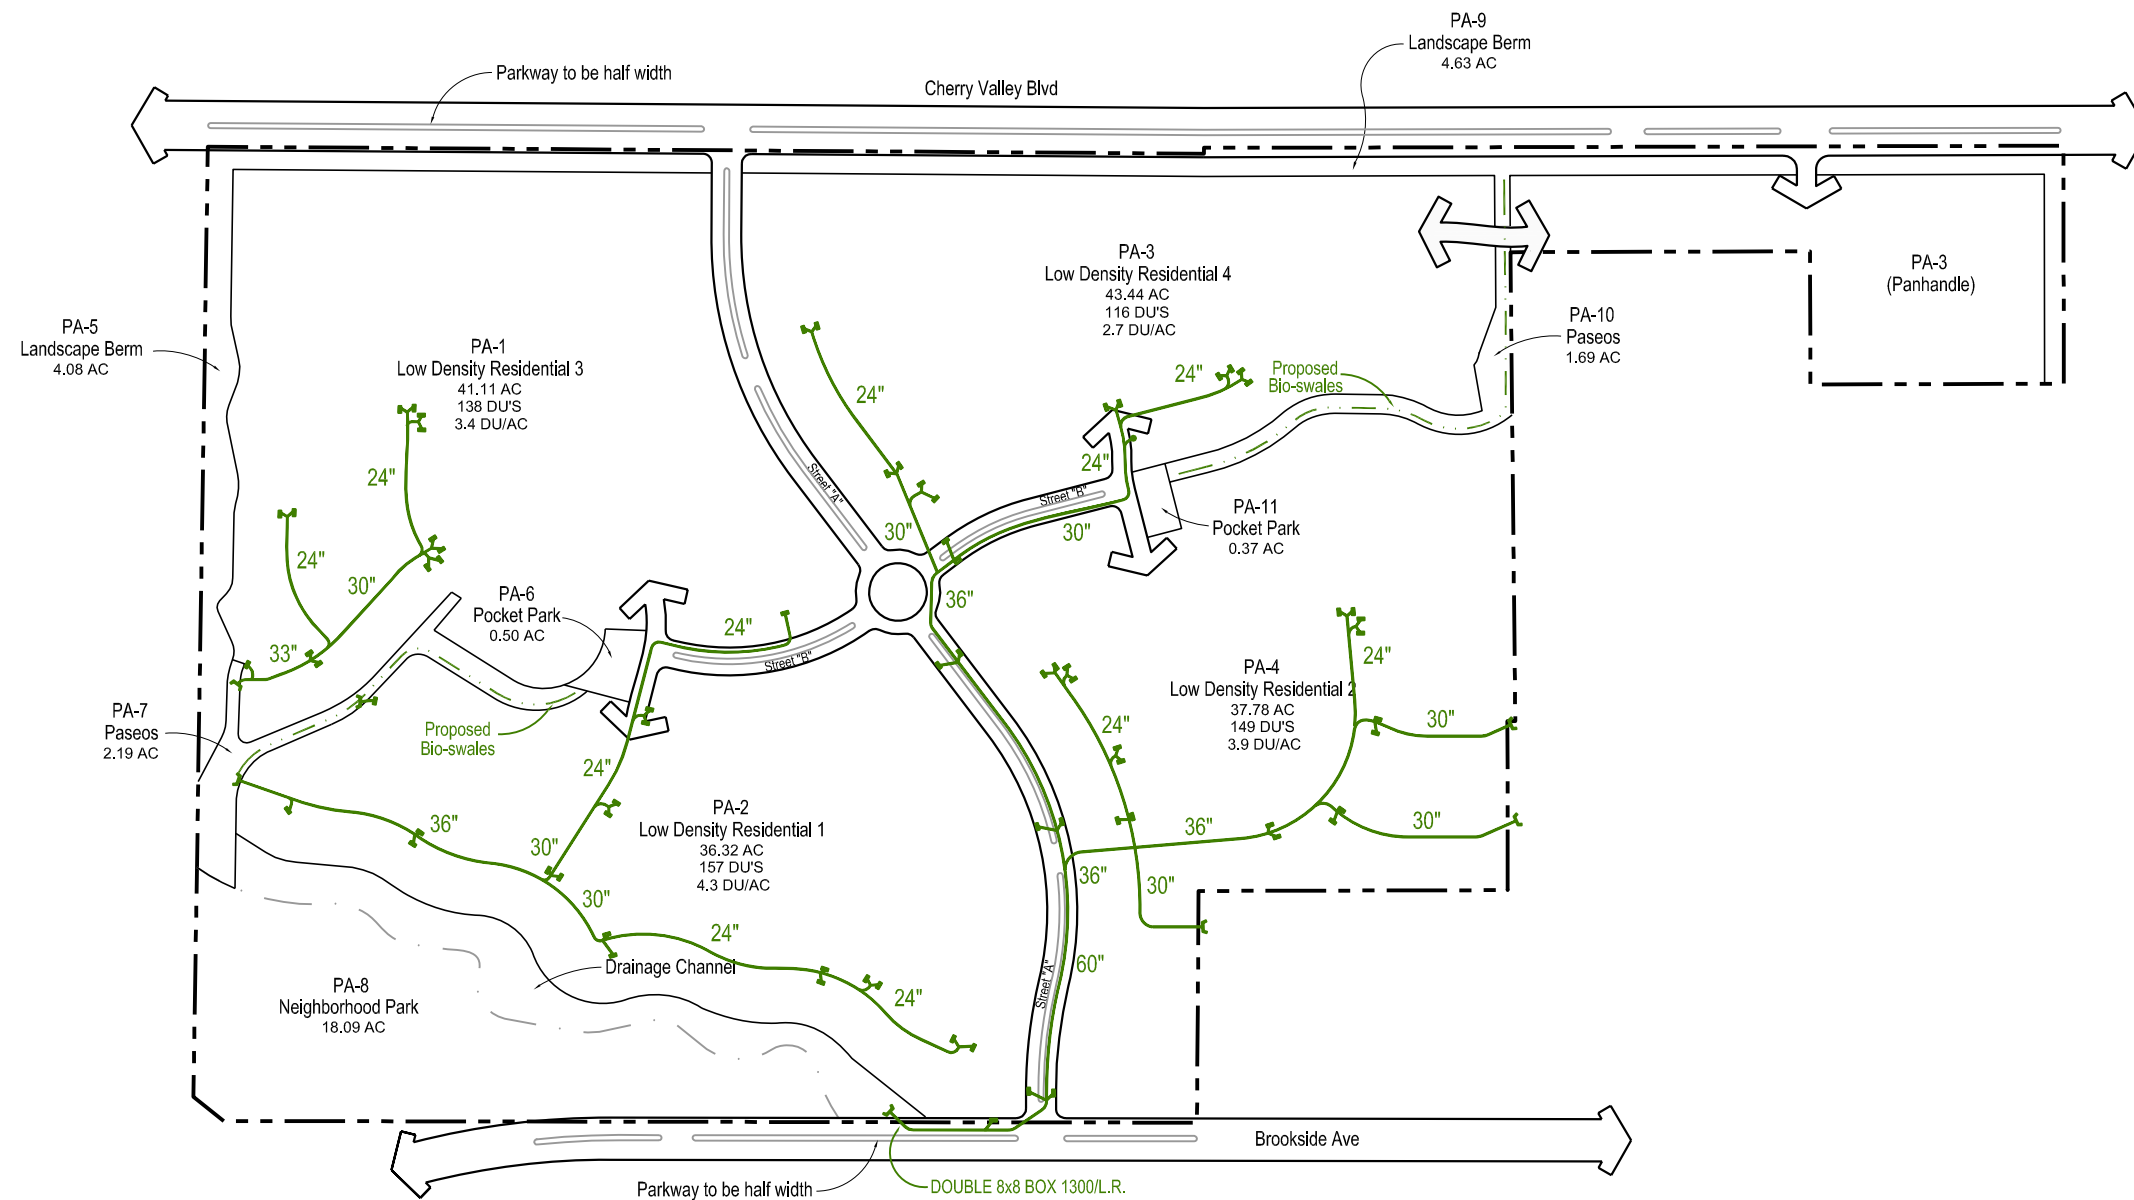 PA-9
Landscape Berm
4.63 AC
Parkway to be half width
Cherry Valley Blvd
PA-3
Low Density Residential 4
43.44 AC
116 DU'S
2.7 DU/AC
PA-3
(Panhandle)
PA-5
Landscape Berm
4.08 AC
PA-1
Low Density Residential 3
41.11 AC
138 DU'S
3.4 DU/AC
PA-10
Paseos
1.69 AC
Proposed
Bio-swales
24"
24"
24"
24"
Street "A"
Street "B"
30"
30"
PA-11
Pocket Park
0.37 AC
24"
30"
PA-6
Pocket Park
0.50 AC
36"
24"
Street "B"
33"
24"
PA-4
Low Density Residential 2
37.78 AC
149 DU'S
3.9 DU/AC
PA-7
Paseos
2.19 AC
Proposed
Bio-swales
24"
30"
24"
PA-2
Low Density Residential 1
36.32 AC
157 DU'S
4.3 DU/AC
36"
30"
36"
30"
36"
30"
30"
24"
60"
Street "A"
Drainage Channel
PA-8
Neighborhood Park
18.09 AC
24"
Brookside Ave
Parkway to be half width
DOUBLE 8x8 BOX 1300/L.R.